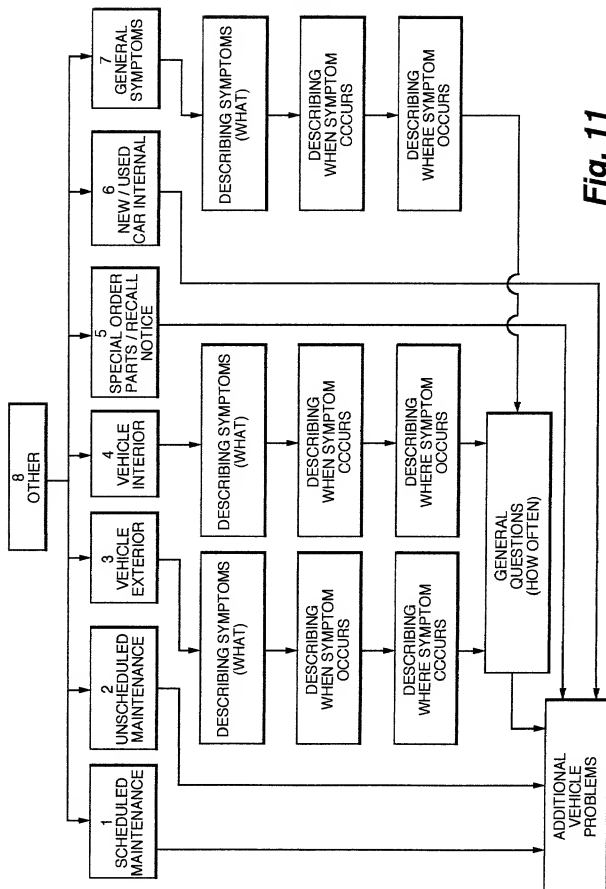 8
OTHER
1
SCHEDULED
MAINTENANCE
2
UNSCHEDULED
MAINTENANCE
3
VEHICLE
EXTERIOR
4
VEHICLE
INTERIOR
5
SPECIAL ORDER
PARTS / RECALL
NOTICE
6
NEW / USED
CAR INTERNAL
7
GENERAL
SYMPTOMS
DESCRIBING SYMPTOMS
(WHAT)
DESCRIBING SYMPTOMS
(WHAT)
DESCRIBING SYMPTOMS
(WHAT)
DESCRIBING
WHEN SYMPTOM
OCCURS
DESCRIBING
WHEN SYMPTOM
CCCURS
DESCRIBING
WHEN SYMPTOM
CCCURS
DESCRIBING
WHERE SYMPTOM
OCCURS
DESCRIBING
WHERE SYMPTOM
OCCURS
DESCRIBING
WHERE SYMPTOM
OCCURS
GENERAL
QUESTIONS
(HOW OFTEN)
ADDITIONAL
VEHICLE
PROBLEMS
Fig. 11